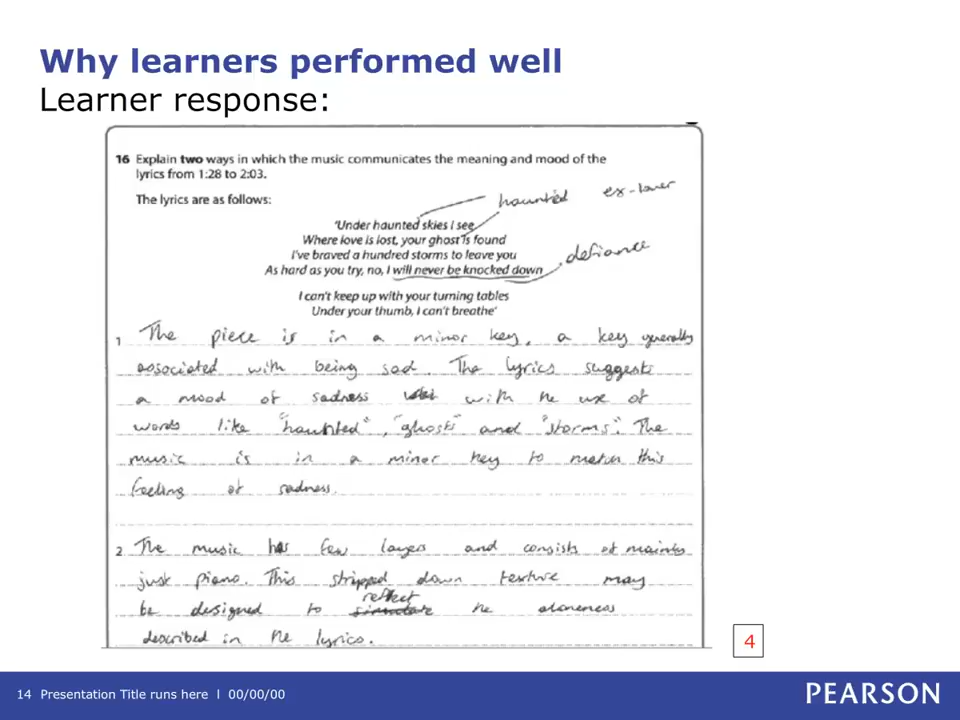 Why learners performed well
Learner response:
16 Explain two ways in which the music communicates the meaning and mood of the
lyrics from 1:28 to 2:03.
The lyrics are as follows:
haunted ex-lover
'Under haunted skies I see
Where love is lost, your ghost is found
I've braved a hundred storms to leave you
As hard as you try, no, I will never be knocked down
defiance
I can't keep up with your turning tables
Under your thumb, I can't breathe'
1 The piece is in a minor key, a key generally
associated with being sad. The lyrics suggests
a mood of sadness with the use of
words like "haunted", "ghosts" and "storms". The
music is in a minor key to match this
feeling of sadness.
2 The music has few layers and consists of mainly
just piano. This stripped down texture may
be designed to reflect the aloneness
described in the lyrics.
4
14 Presentation Title runs here l 00/00/00
PEARSON